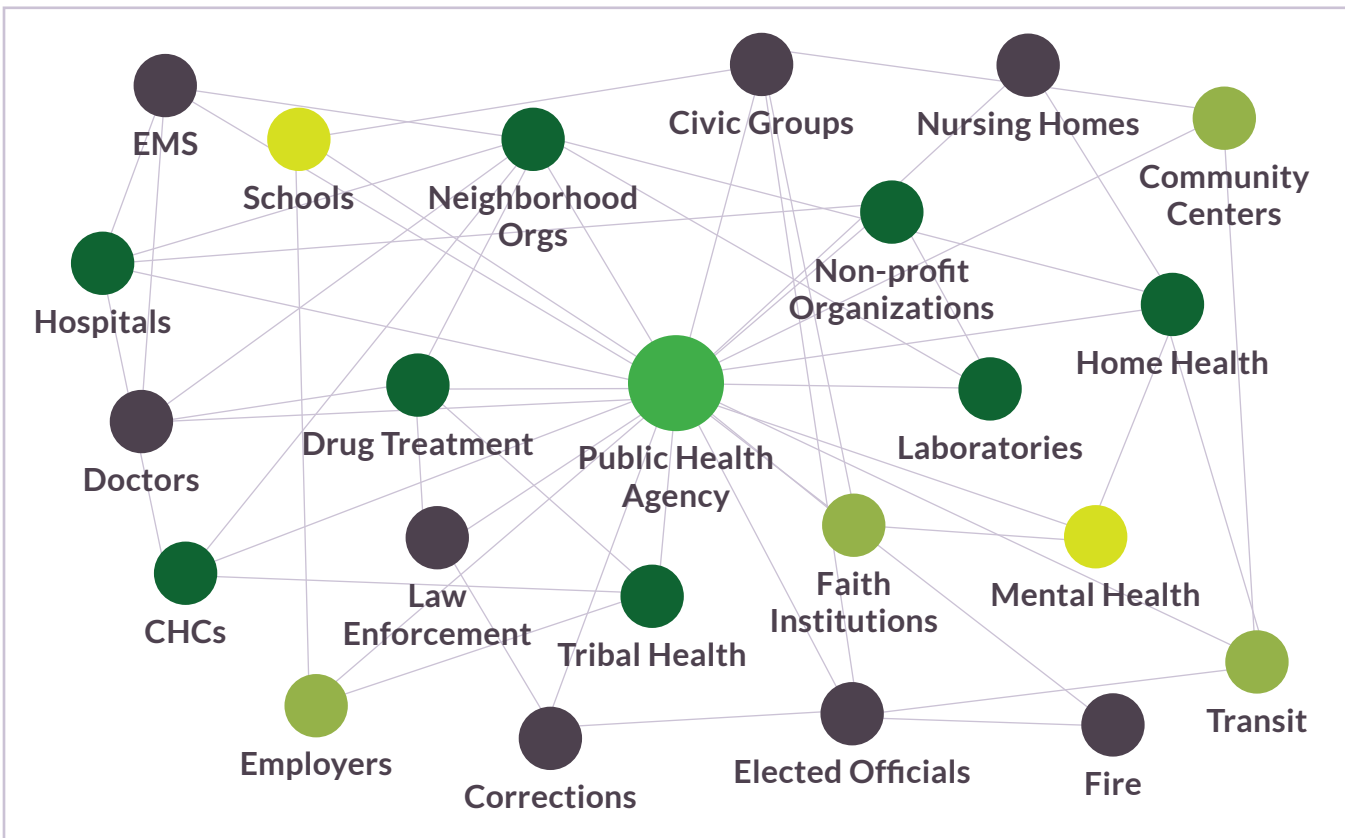 EMS
Schools
Neighborhood
Orgs
Civic Groups
Nursing Homes
Community
Centers
Hospitals
Non-profit
Organizations
Home Health
Doctors
Drug Treatment
Public Health
Agency
Laboratories
CHCs
Law
Enforcement
Tribal Health
Faith
Institutions
Mental Health
Employers
Corrections
Elected Officials
Fire
Transit